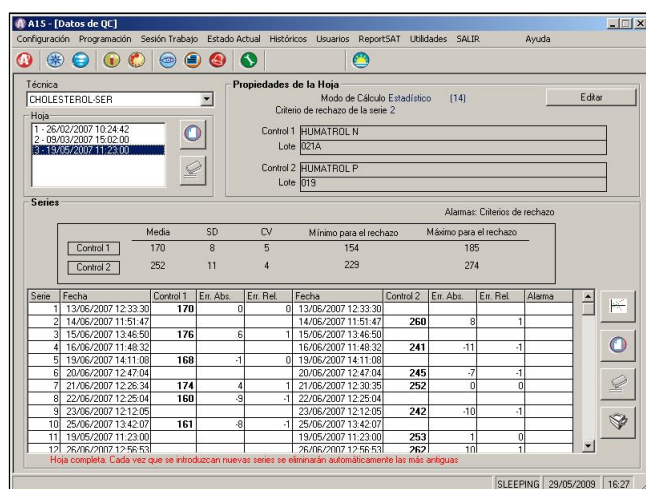 A15 - [Datos de QC]
Configuración Programación Sesión Trabajo Estado Actual Históricos Usuarios ReportSAT Utilidades SALIR Ayuda
Técnica
CHOLESTEROL-SER
Hoja
1 - 26/02/2007 10:24:42
2 - 09/03/2007 15:02:00
3 - 19/05/2007 11:23:00
Propiedades de la Hoja
Modo de Cálculo Estadístico (14)
Editar
Criterio de rechazo de la serie 2
Control 1 HUMATROL N
Lote 021A
Control 2 HUMATROL P
Lote 019
Series
Alarmas: Criterios de rechazo
Media SD CV Mínimo para el rechazo Máximo para el rechazo
Control 1 170 8 5 154 185
Control 2 252 11 4 229 274
Serie Fecha Control 1 Err. Abs. Err. Rel. Fecha Control 2 Err. Abs. Err. Rel. Alarma
1 13/06/2007 12:33:30 170 0 0 13/06/2007 12:33:30
2 14/06/2007 11:51:47 14/06/2007 11:51:47 260 8 1
3 15/06/2007 13:46:50 176 6 1 15/06/2007 13:46:50
4 16/06/2007 11:48:32 16/06/2007 11:48:32 241 -11 -1
5 19/06/2007 14:11:08 168 -1 0 19/06/2007 14:11:08
6 20/06/2007 12:47:04 20/06/2007 12:47:04 245 -7 -1
7 21/06/2007 12:26:34 174 4 1 21/06/2007 12:30:35 252 0 0
8 22/06/2007 12:25:04 160 -9 -1 22/06/2007 12:25:04
9 23/06/2007 12:12:05 23/06/2007 12:12:05 242 -10 -1
10 25/06/2007 13:42:07 161 -8 -1 25/06/2007 13:42:07
11 19/05/2007 11:23:00 19/05/2007 11:23:00 253 1 0
12 26/06/2007 12:56:53 26/06/2007 12:56:53 262 10 1
Hoja completa. Cada vez que se introduzcan nuevas series se eliminarán automáticamente las más antiguas
SLEEPING 29/05/2009 16:27